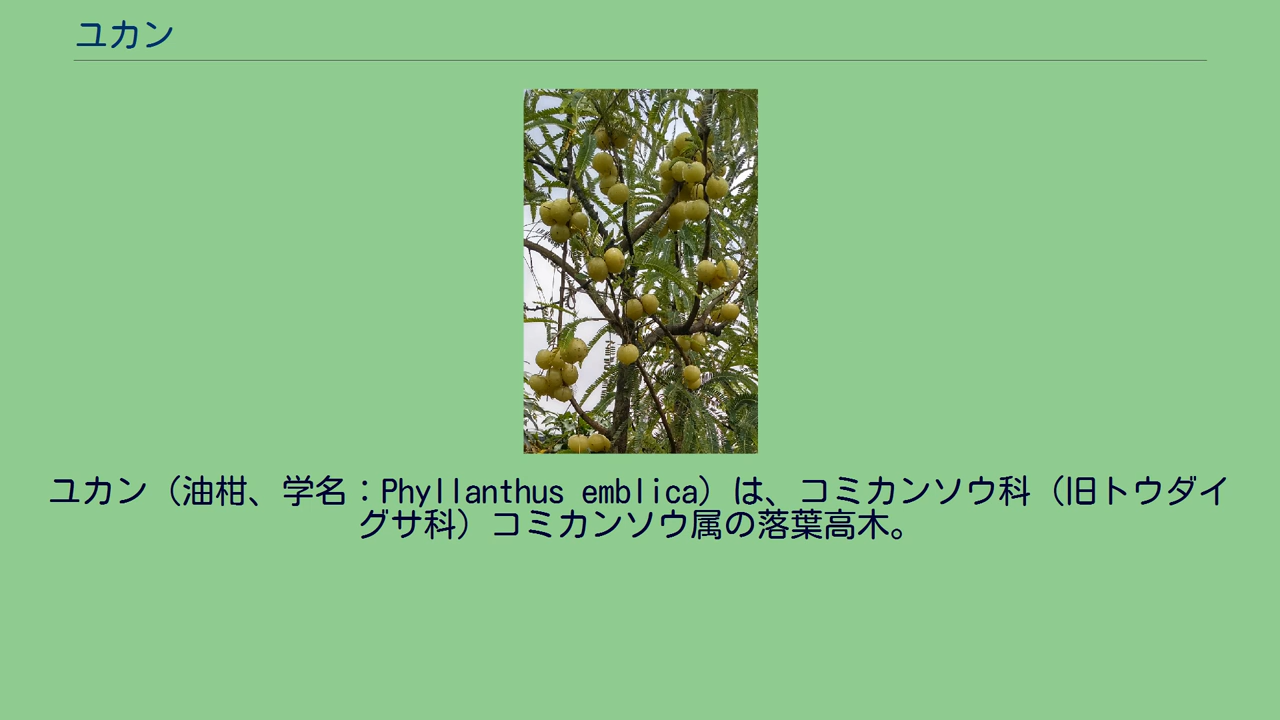 ユカン
ユカン（油柑、学名：Phyllanthus emblica）は、コミカンソウ科（旧トウダイ
グサ科）コミカンソウ属の落葉高木。